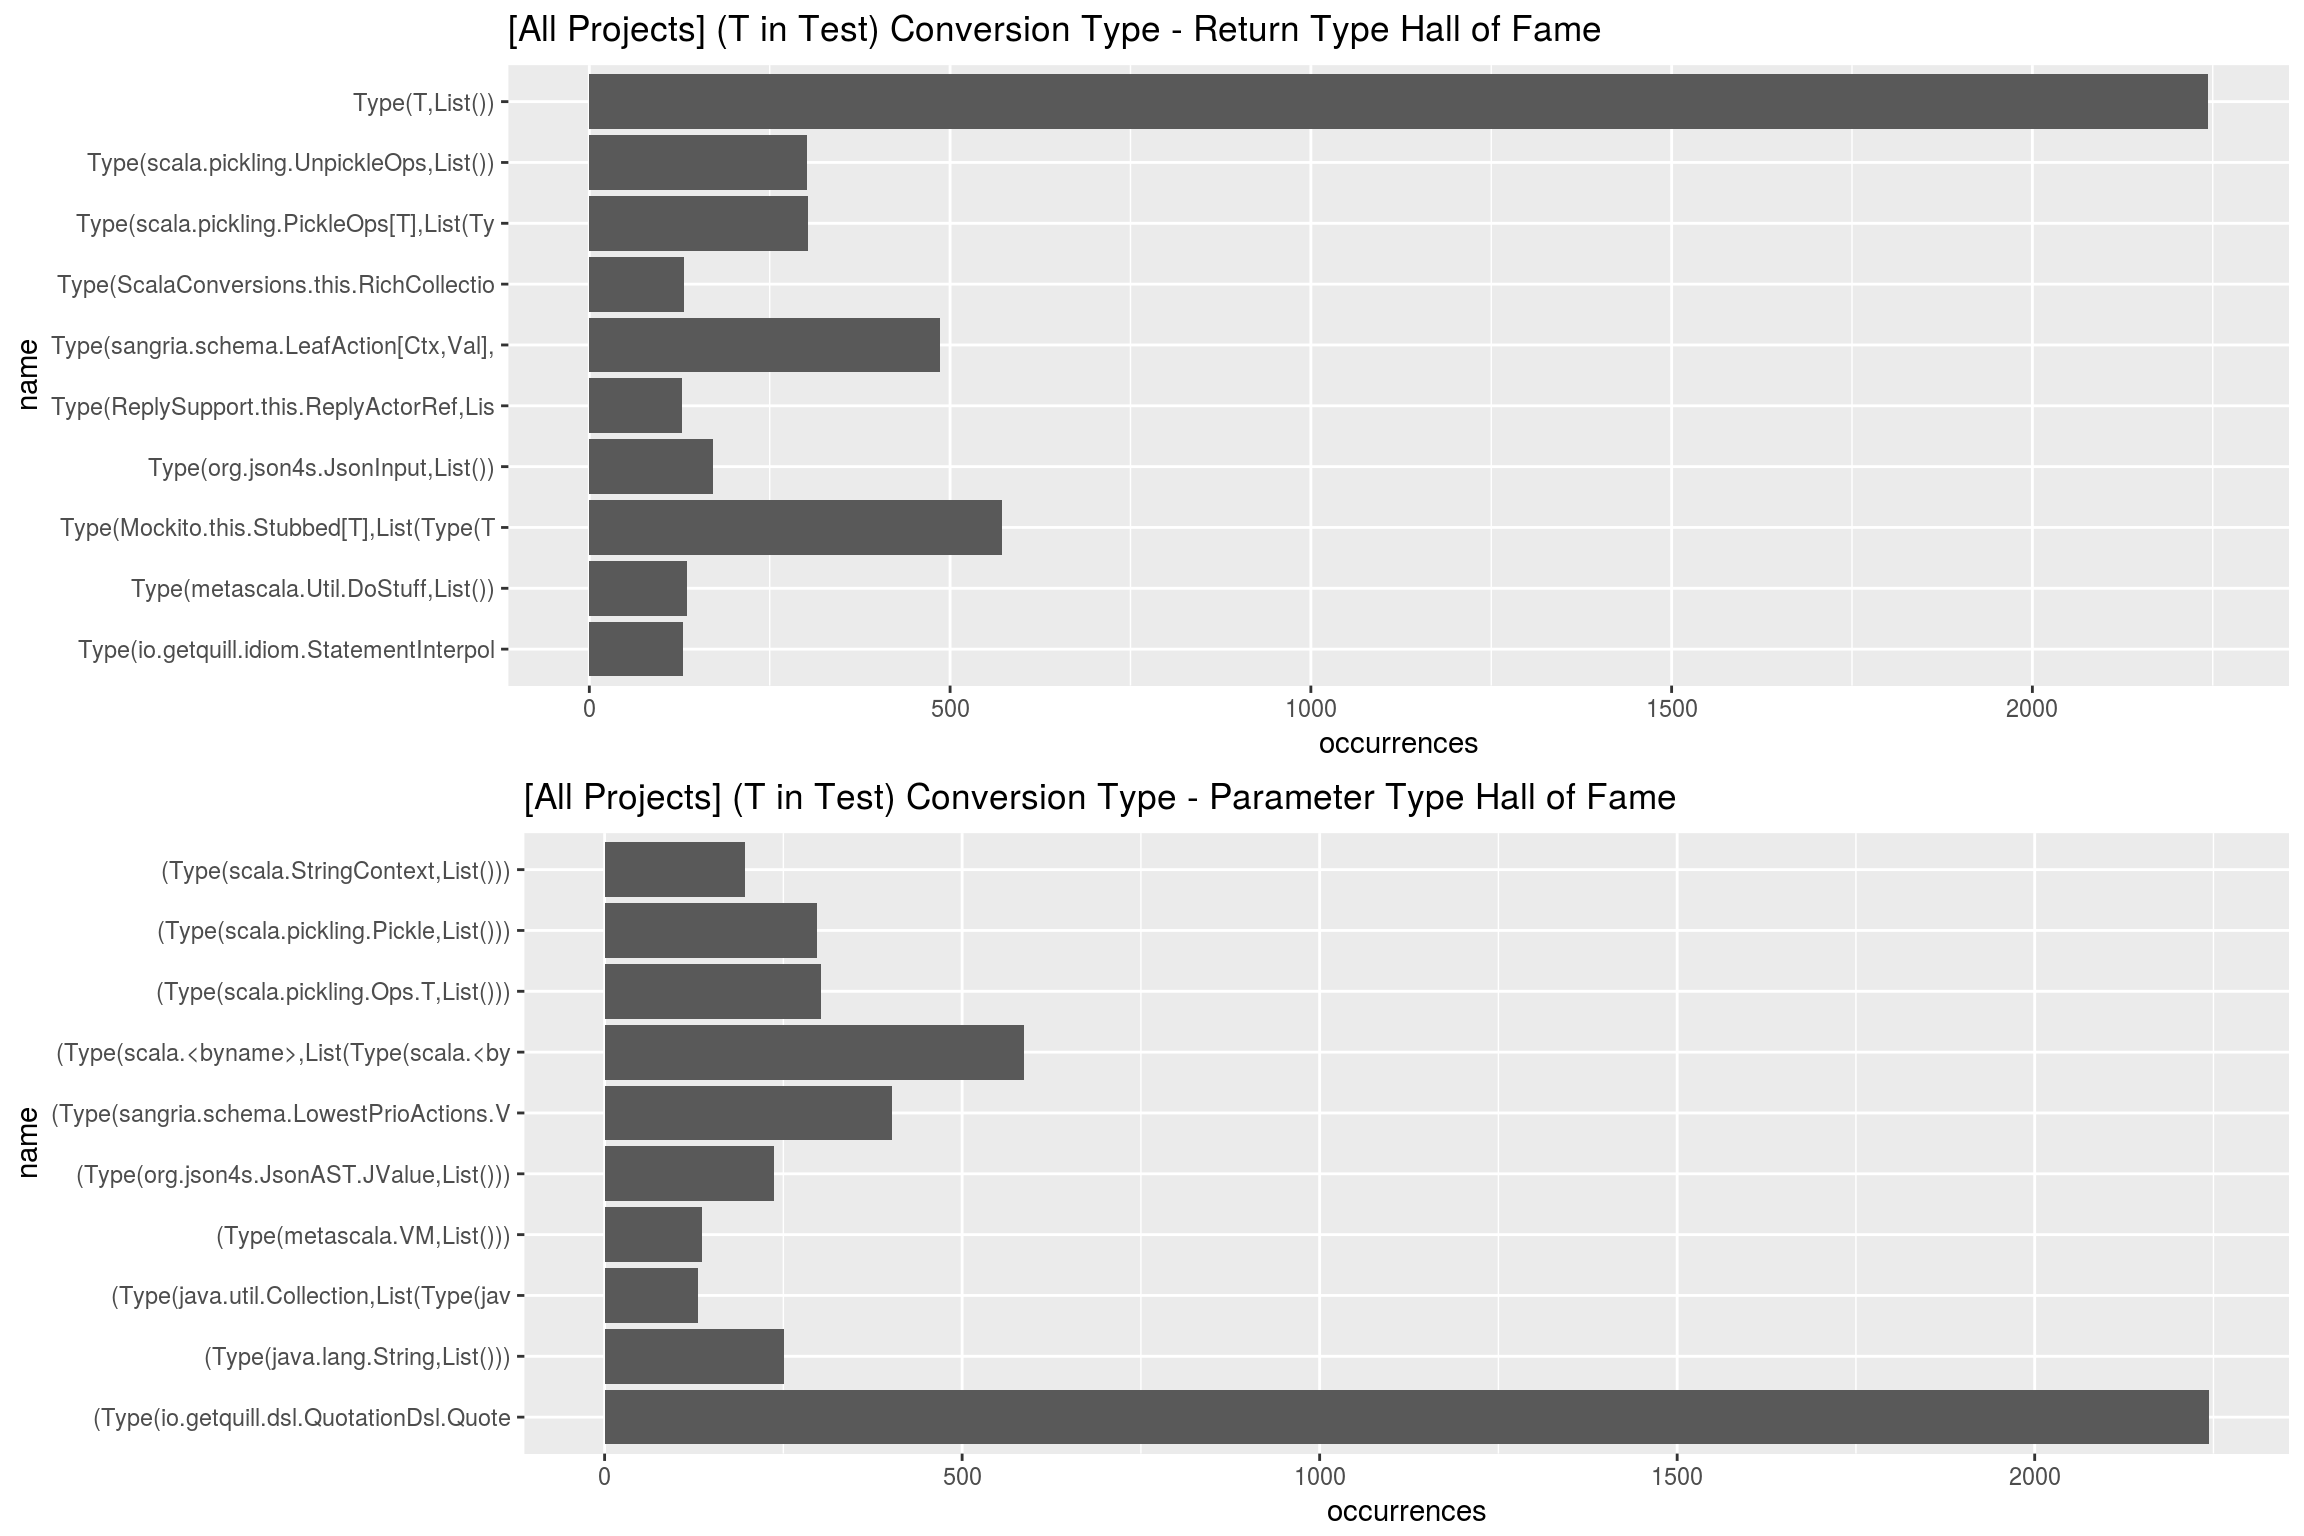 [All Projects] (T in Test) Conversion Type - Return Type Hall of Fame
Type(T,List())
Type(scala.pickling.UnpickleOps,List())
Type(scala.pickling.PickleOps[T],List(Ty
Type(ScalaConversions.this.RichCollectio
Type(sangria.schema.LeafAction[Ctx,Val],
Type(ReplySupport.this.ReplyActorRef,Lis
Type(org.json4s.JsonInput,List())
Type(Mockito.this.Stubbed[T],List(Type(T
Type(metascala.Util.DoStuff,List())
Type(io.getquill.idiom.StatementInterpol
name
0 500 1000 1500 2000
occurrences
[All Projects] (T in Test) Conversion Type - Parameter Type Hall of Fame
(Type(scala.StringContext,List()))
(Type(scala.pickling.Pickle,List()))
(Type(scala.pickling.Ops.T,List()))
(Type(scala.<byname>,List(Type(scala.<by
(Type(sangria.schema.LowestPrioActions.V
(Type(org.json4s.JsonAST.JValue,List()))
(Type(metascala.VM,List()))
(Type(java.util.Collection,List(Type(jav
(Type(java.lang.String,List()))
(Type(io.getquill.dsl.QuotationDsl.Quote
name
0 500 1000 1500 2000
occurrences